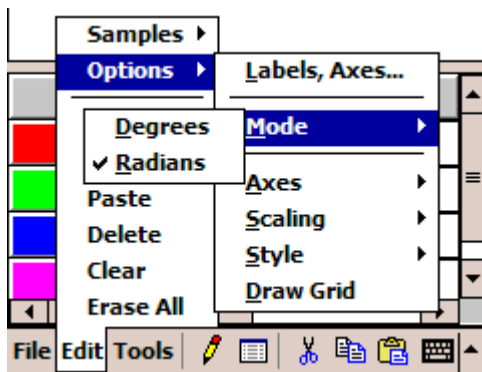 Samples
Options
Labels, Axes...
Degrees
Mode
Radians
Axes
Paste
Scaling
Delete
Style
Clear
Draw Grid
Erase All
File Edit Tools